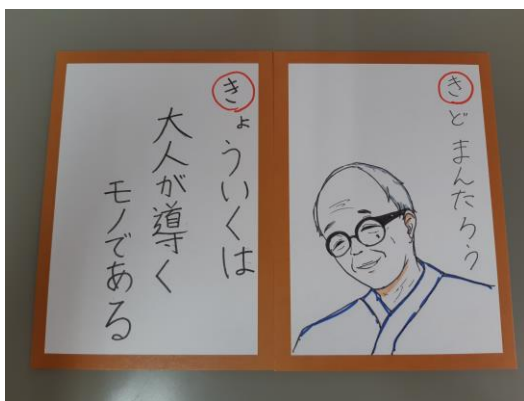 きどまんたろう
きょういくは
大人が導く
モノである